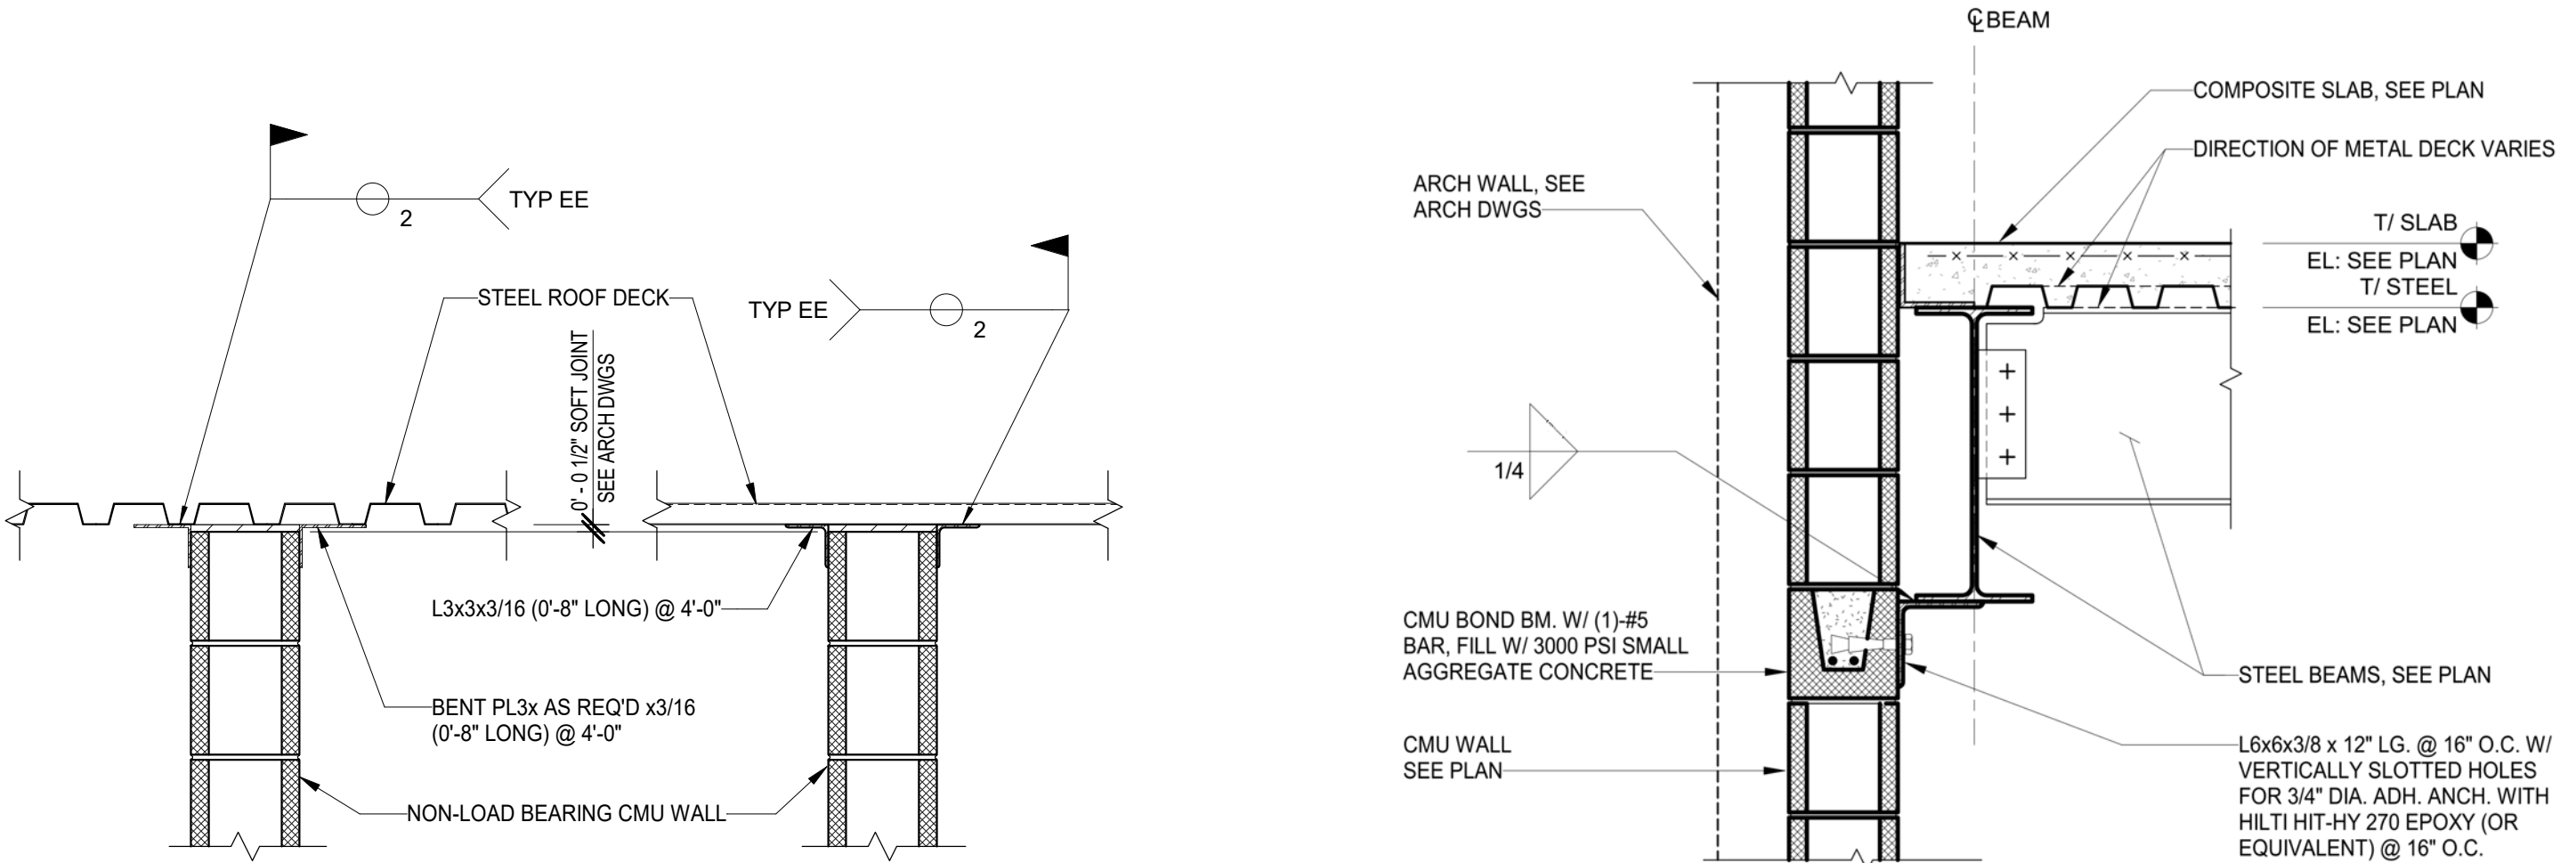 TYP EE
2
STEEL ROOF DECK
TYP EE
2
0' - 0 1/2" SOFT JOINT
SEE ARCH DWGS
L3x3x3/16 (0'-8" LONG) @ 4'-0"
BENT PL3x AS REQ'D x3/16
(0'-8" LONG) @ 4'-0"
NON-LOAD BEARING CMU WALL
℄ BEAM
COMPOSITE SLAB, SEE PLAN
DIRECTION OF METAL DECK VARIES
ARCH WALL, SEE
ARCH DWGS
T/ SLAB
EL: SEE PLAN
T/ STEEL
EL: SEE PLAN
1/4
CMU BOND BM. W/ (1)-#5
BAR, FILL W/ 3000 PSI SMALL
AGGREGATE CONCRETE
STEEL BEAMS, SEE PLAN
CMU WALL
SEE PLAN
L6x6x3/8 x 12" LG. @ 16" O.C. W/
VERTICALLY SLOTTED HOLES
FOR 3/4" DIA. ADH. ANCH. WITH
HILTI HIT-HY 270 EPOXY (OR
EQUIVALENT) @ 16" O.C.